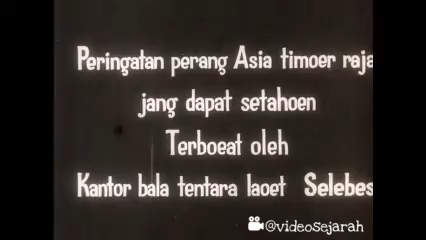 Peringatan perang Asia timoer raja
jang dapat setahoen
Terboeat oleh
Kantor bala tentara laoet Selebes
@videosejarah